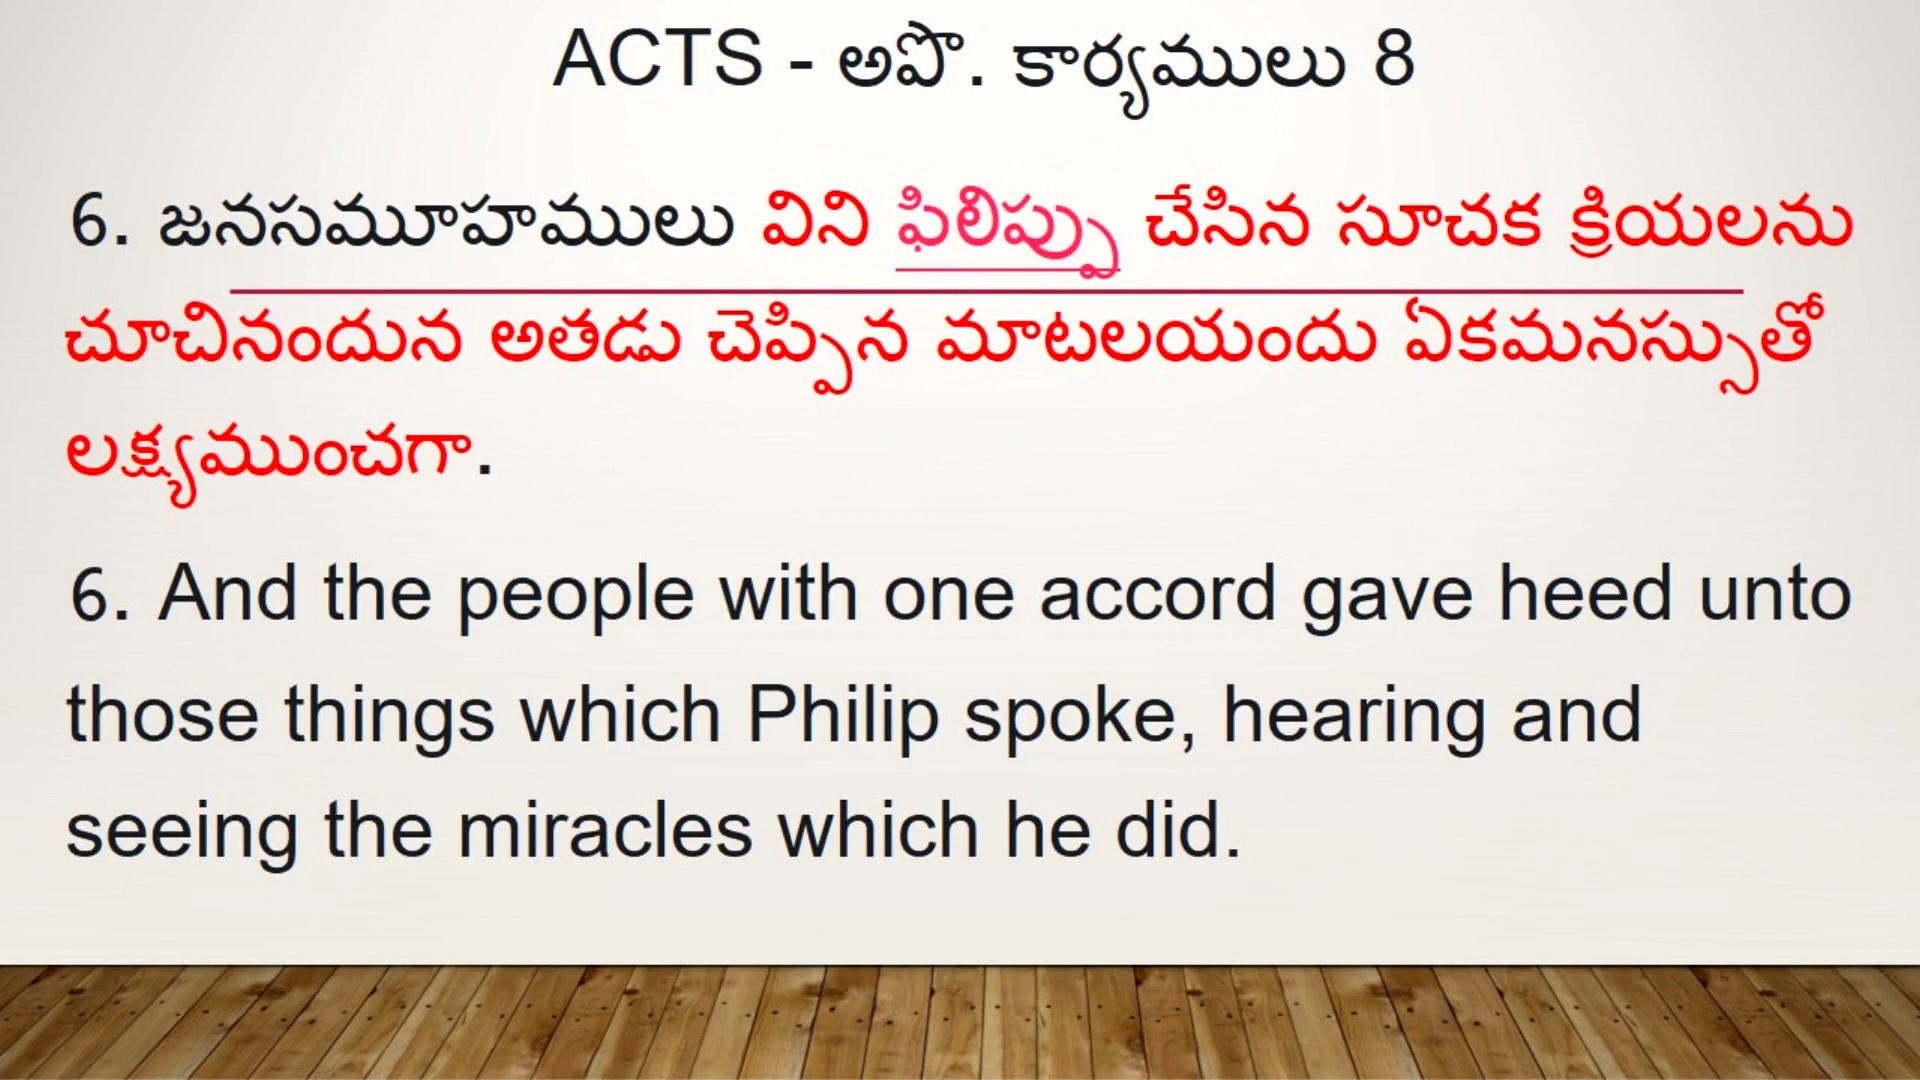 ACTS - అపొ. కార్యములు 8
6. జనసమూహములు విని ఫిలిప్పు చేసిన సూచక క్రియలను
చూచినందున అతడు చెప్పిన మాటలయందు ఏకమనస్సుతో
లక్ష్యముంచగా.
6. And the people with one accord gave heed unto
those things which Philip spoke, hearing and
seeing the miracles which he did.